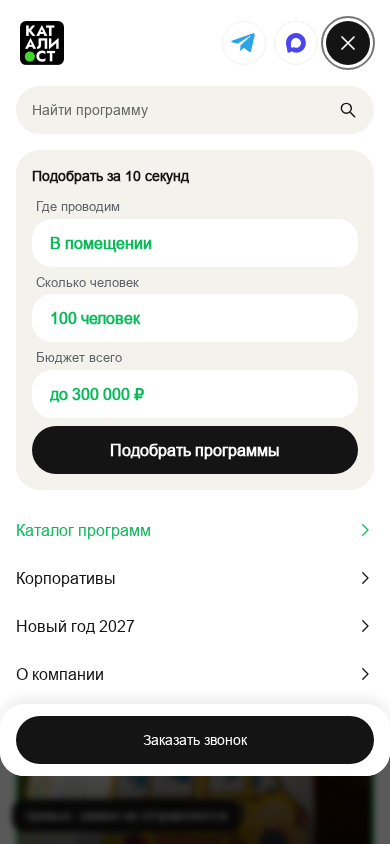 КАТ
АЛИ
СТ
Найти программу
Подобрать за 10 секунд
Где проводим
В помещении
Сколько человек
100 человек
Бюджет всего
до 300 000 ₽
Подобрать программы
Каталог программ
Корпоративы
Новый год 2027
О компании
Заказать звонок